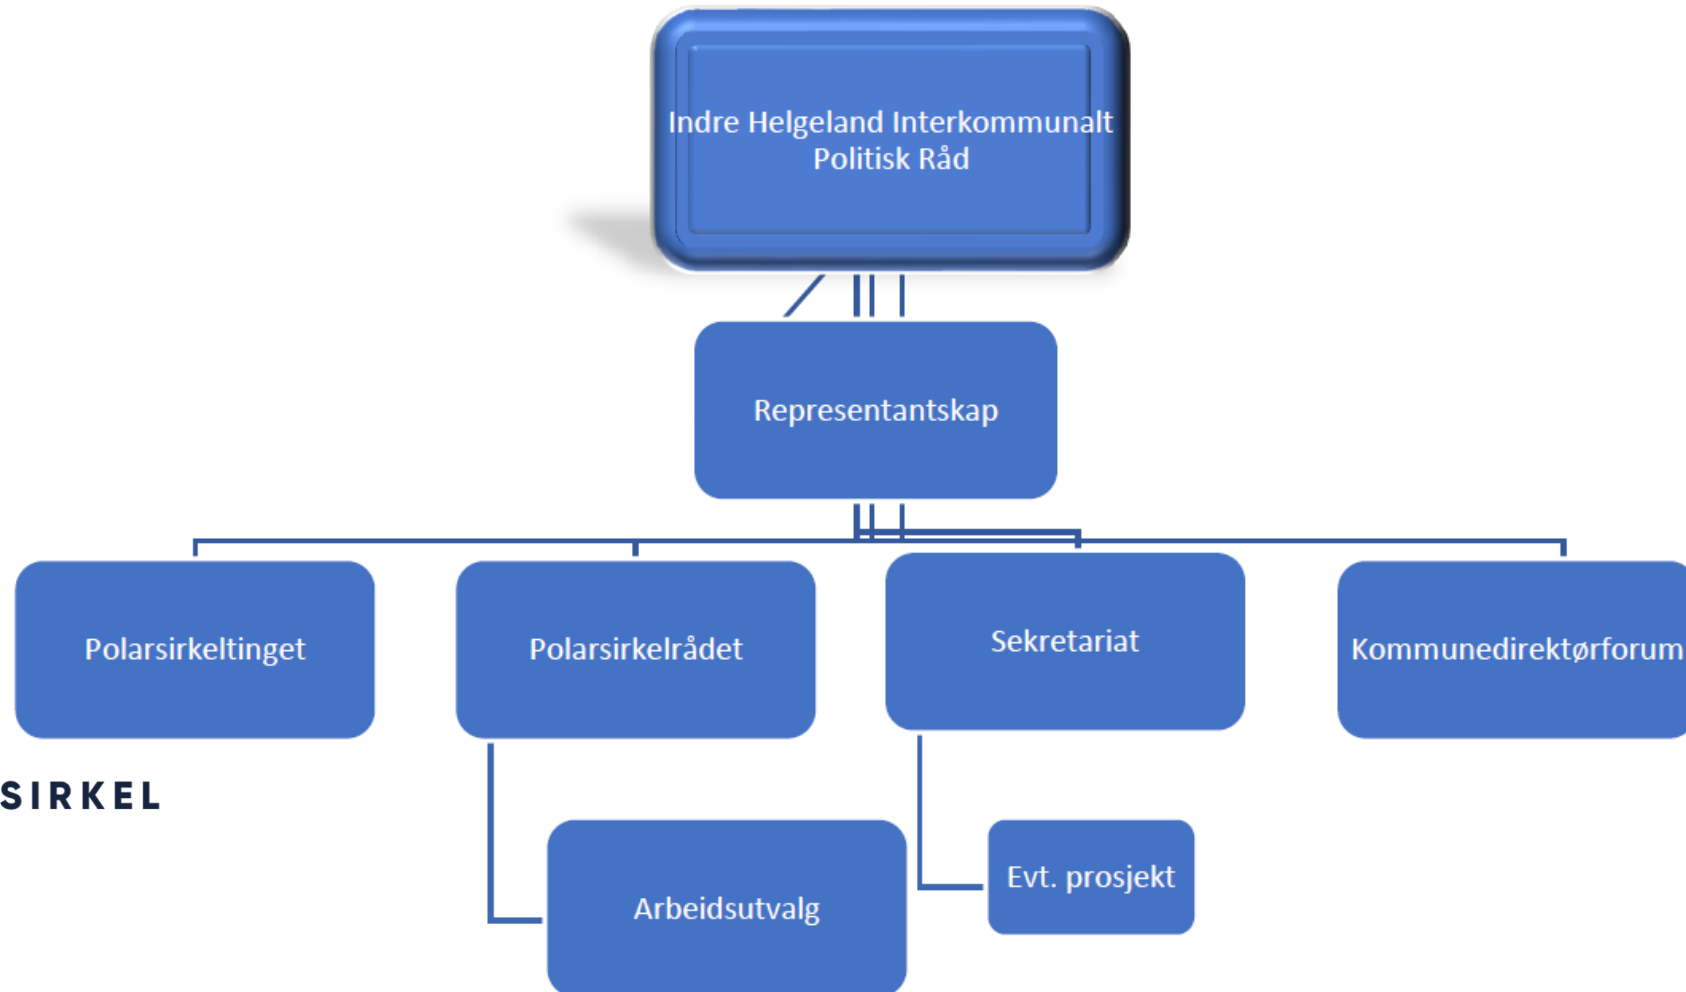 Indre Helgeland Interkommunalt
Politisk Råd
Representantskap
Polarsirkeltinget
Polarsirkelrådet
Sekretariat
Kommunedirektørforum
SIRKEL
Arbeidsutvalg
Evt. prosjekt